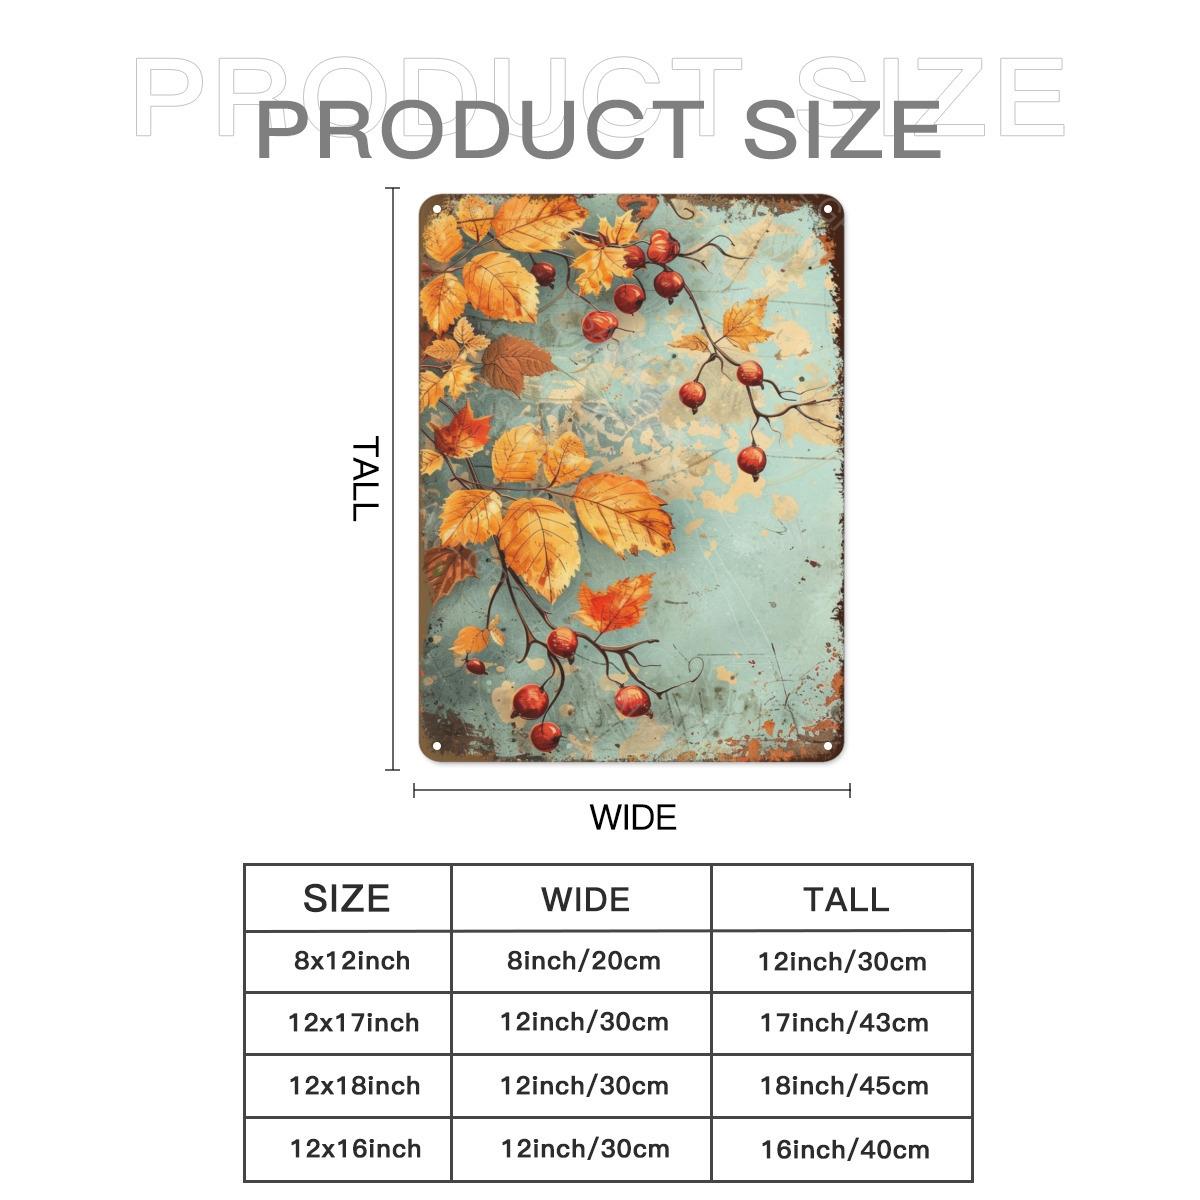 PRODUCT SIZE
PRODUCT SIZE
TALL
WIDE
SIZE WIDE TALL
8x12inch 8inch/20cm 12inch/30cm
12x17inch 12inch/30cm 17inch/43cm
12x18inch 12inch/30cm 18inch/45cm
12x16inch 12inch/30cm 16inch/40cm